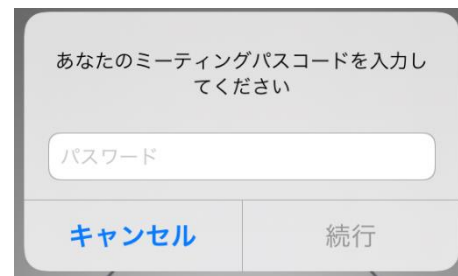 あなたのミーティングパスコードを入力し
てください
パスワード
キャンセル
続行